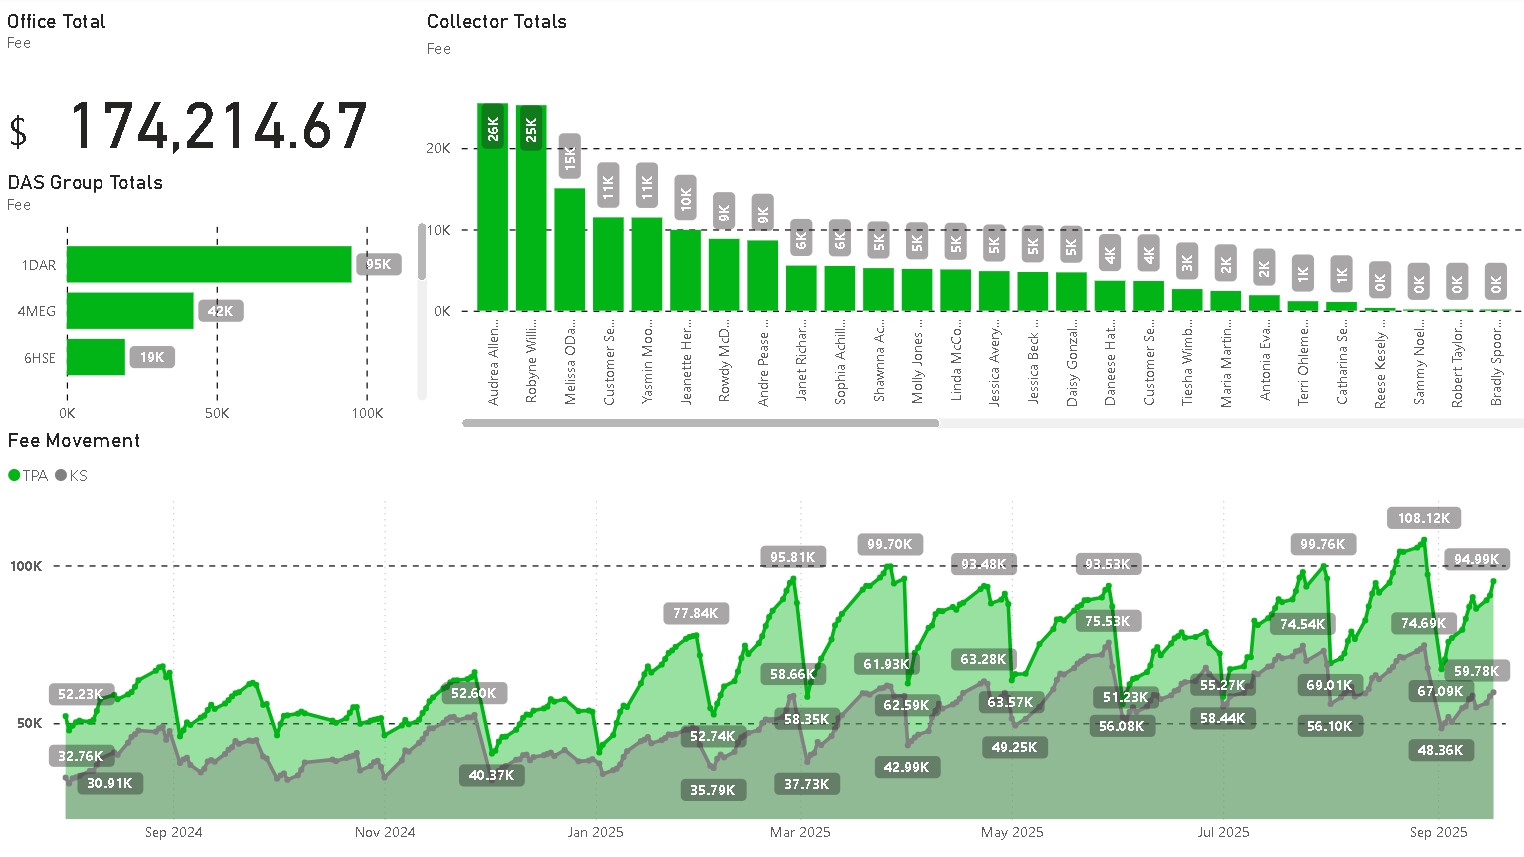 Office Total
Fee
$ 174,214.67
DAS Group Totals
Fee
1DAR 95K
4MEG 42K
6HSE 19K
0K 50K 100K
Collector Totals
Fee
20K
10K
0K
26K 25K 15K 11K 11K 10K 9K 9K 6K 6K 5K 5K 5K 5K 5K 5K 4K 4K 3K 2K 2K 1K 1K 0K 0K 0K 0K
Audrea Allen...
Robyne Willi...
Melissa ODa...
Customer Se...
Yasmin Moo...
Jeanette Her...
Rowdy McD...
Andre Pease ...
Janet Richar...
Sophia Achill...
Shawnna Ac...
Molly Jones ...
Linda McCo...
Jessica Avery...
Jessica Beck ...
Daisy Gonzal...
Daneese Hat...
Customer Se...
Tiesha Wimb...
Maria Martin...
Antonia Eva...
Terri Ohleme...
Catharina Se...
Reese Kesely ...
Sammy Noel...
Robert Taylor...
Bradly Spoor...
Fee Movement
TPA KS
100K
50K
108.12K
99.70K 99.76K
95.81K 93.48K 93.53K 94.99K
77.84K
75.53K 74.54K 74.69K
58.66K 61.93K 63.28K 59.78K
52.23K 52.60K 51.23K 55.27K 69.01K 67.09K
62.59K 63.57K
58.35K 58.44K
52.74K 56.08K 56.10K
32.76K 49.25K 48.36K
30.91K 40.37K 35.79K 37.73K 42.99K
Sep 2024 Nov 2024 Jan 2025 Mar 2025 May 2025 Jul 2025 Sep 2025